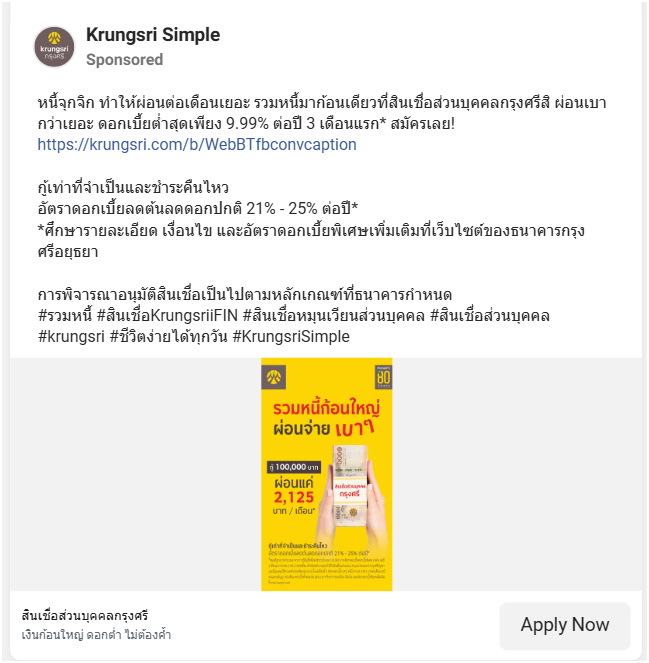 Krungsri Simple
Sponsored
krungsri
กรุงศรี
หนี้จุกจิก ทำให้ผ่อนต่อเดือนเยอะ รวมหนี้มาก้อนเดียวที่สินเชื่อส่วนบุคคลกรุงศรีสิ ผ่อนเบา
กว่าเยอะ ดอกเบี้ยต่ำสุดเพียง 9.99% ต่อปี 3 เดือนแรก* สมัครเลย!
https://krungsri.com/b/WebBTfbconvcaption
กู้เท่าที่จำเป็นและชำระคืนไหว
อัตราดอกเบี้ยลดต้นลดดอกปกติ 21% - 25% ต่อปี*
*ศึกษารายละเอียด เงื่อนไข และอัตราดอกเบี้ยพิเศษเพิ่มเติมที่เว็บไซต์ของธนาคารกรุง
ศรีอยุธยา
การพิจารณาอนุมัติสินเชื่อเป็นไปตามหลักเกณฑ์ที่ธนาคารกำหนด
#รวมหนี้ #สินเชื่อKrungsriiFIN #สินเชื่อหมุนเวียนส่วนบุคคล #สินเชื่อส่วนบุคคล
#krungsri #ชีวิตง่ายได้ทุกวัน #KrungsriSimple
80
รวมหนี้ก้อนใหญ่
ผ่อนจ่าย เบาๆ
กู้ 100,000 บาท
ผ่อนแค่
2,125
บาท / เดือน*
สินเชื่อส่วนบุคคล
กรุงศรี
กู้เท่าที่จำเป็นและชำระคืนไหว
อัตราดอกเบี้ยลดต้นลดดอกปกติ 21% - 25% ต่อปี*
สินเชื่อส่วนบุคคลกรุงศรี
เงินก้อนใหญ่ ดอกต่ำ ไม่ต้องค้ำ
Apply Now